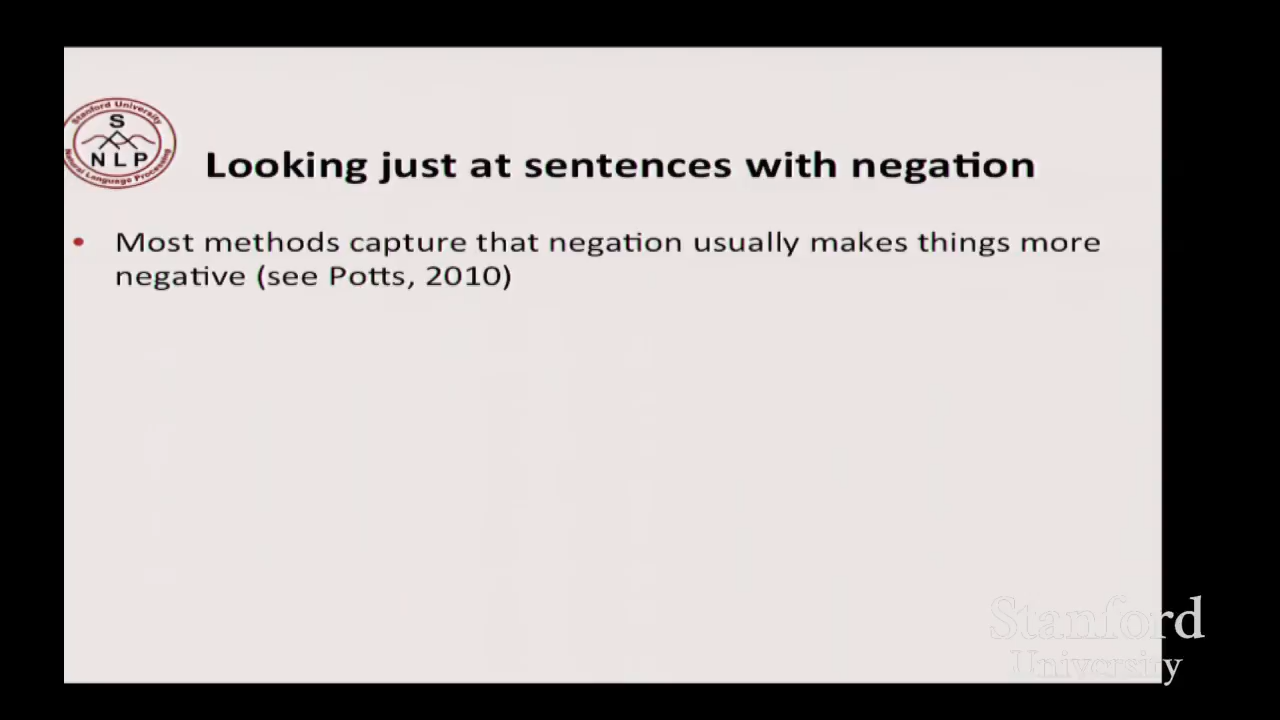 Stanford University
S
NLP
Natural Language Processing
Looking just at sentences with negation
• Most methods capture that negation usually makes things more
negative (see Potts, 2010)
Stanford
University